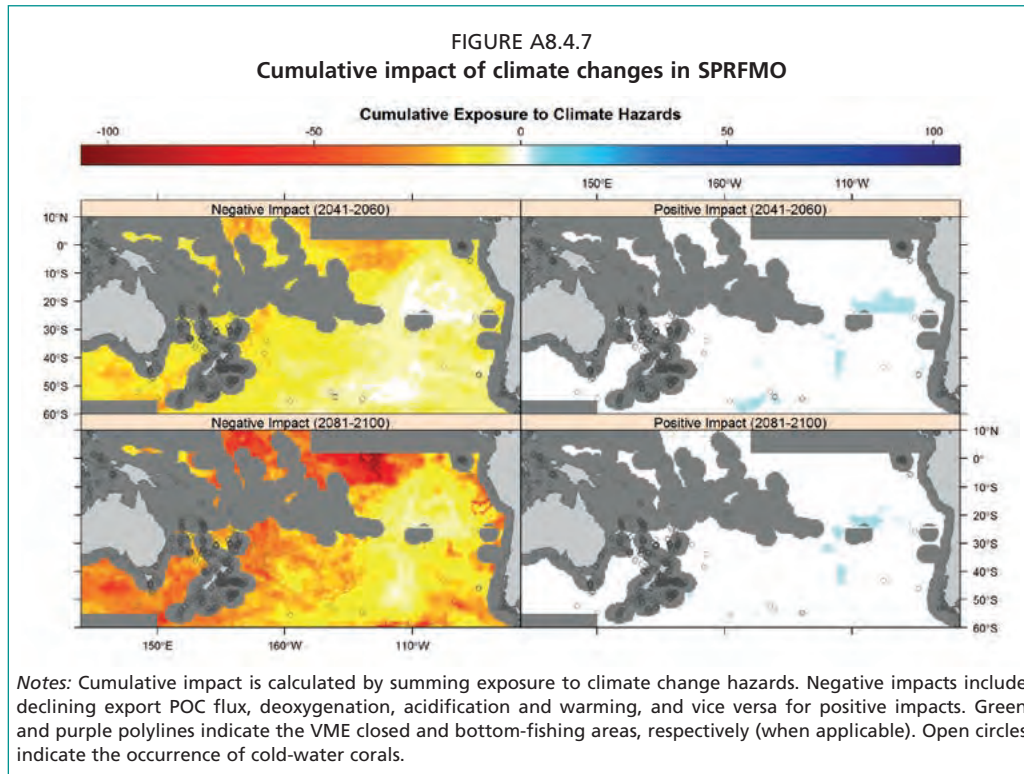 FIGURE A8.4.7
Cumulative impact of climate changes in SPRFMO
Cumulative Exposure to Climate Hazards
-100 -50 0 50 100
150°E 160°W 110°W
Negative Impact (2041-2060) Positive Impact (2041-2060)
10°N
0°
10°S
20°S
30°S
40°S
50°S
60°S
Negative Impact (2081-2100) Positive Impact (2081-2100)
10°N
0°
10°S
20°S
30°S
40°S
50°S
60°S
150°E 160°W 110°W
Notes: Cumulative impact is calculated by summing exposure to climate change hazards. Negative impacts include
declining export POC flux, deoxygenation, acidification and warming, and vice versa for positive impacts. Green
and purple polylines indicate the VME closed and bottom-fishing areas, respectively (when applicable). Open circles
indicate the occurrence of cold-water corals.